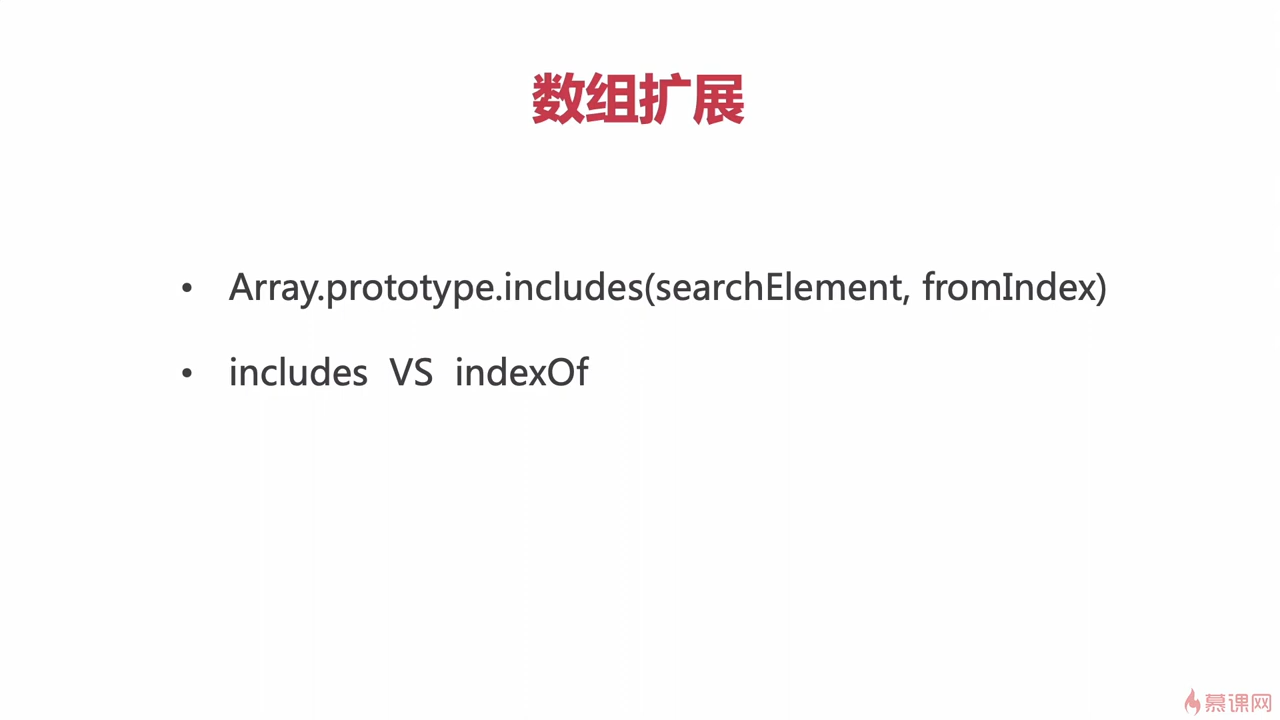 数组扩展
• Array.prototype.includes(searchElement, fromIndex)
• includes VS indexOf
慕课网